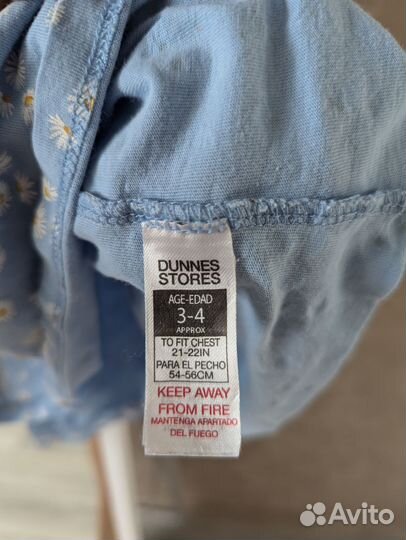 DUNNES
STORES
AGE-EDAD
3-4
APPROX
TO FIT CHEST
21-22IN
PARA EL PECHO
54-56CM
KEEP AWAY
FROM FIRE
MANTENGA APARTADO
DEL FUEGO
Avito